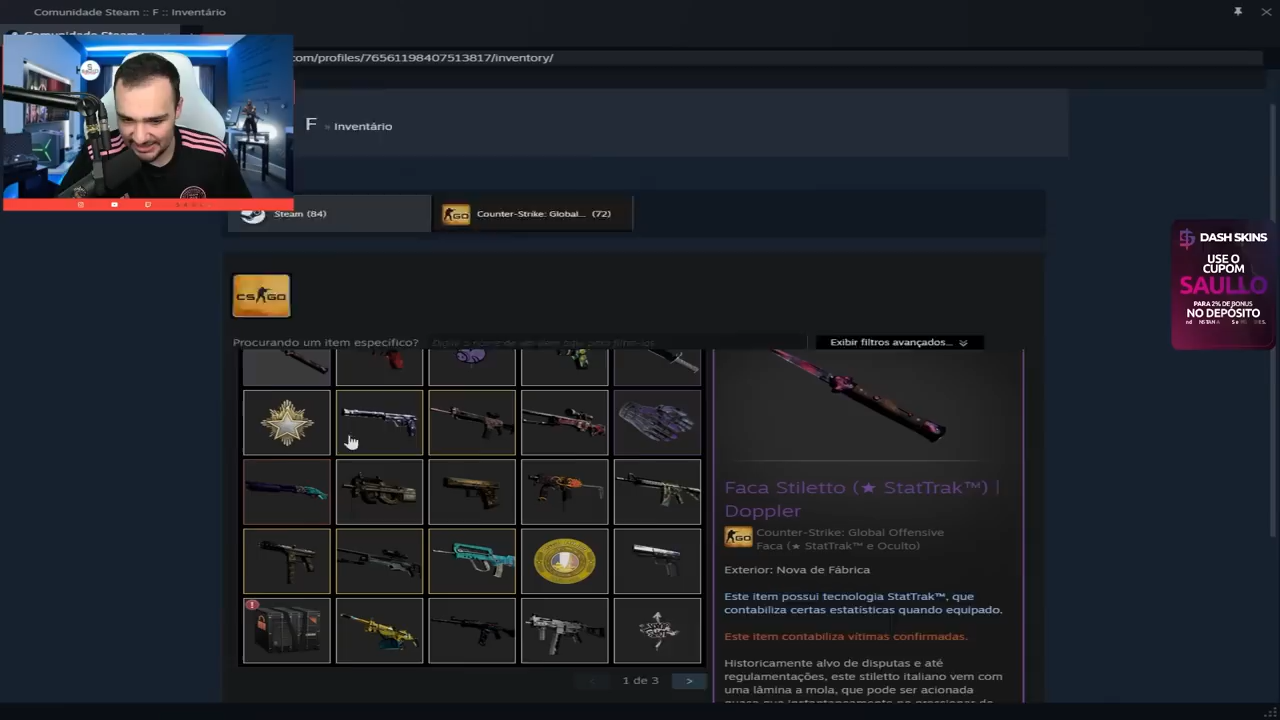 Comunidade Steam :: F :: Inventário
com/profiles/76561198407513817/inventory/
F » Inventário
Steam (84)
Counter-Strike: Global... (72)
DASH SKINS
USE O
CUPOM
SAULLO
PARA 2% DE BONUS
NO DEPÓSITO
CS GO
Procurando um item específico?
Exibir filtros avançados...
Faca Stiletto (★ StatTrak™) |
Doppler
GO
Counter-Strike: Global Offensive
Faca (★ StatTrak™ e Oculto)
Exterior: Nova de Fábrica
Este item possui tecnologia StatTrak™, que
contabiliza certas estatísticas quando equipado.
Este item contabiliza vítimas confirmadas.
Historicamente alvo de disputas e até
regulamentações, este stiletto italiano vem com
uma lâmina a mola, que pode ser acionada
< 1 de 3 >